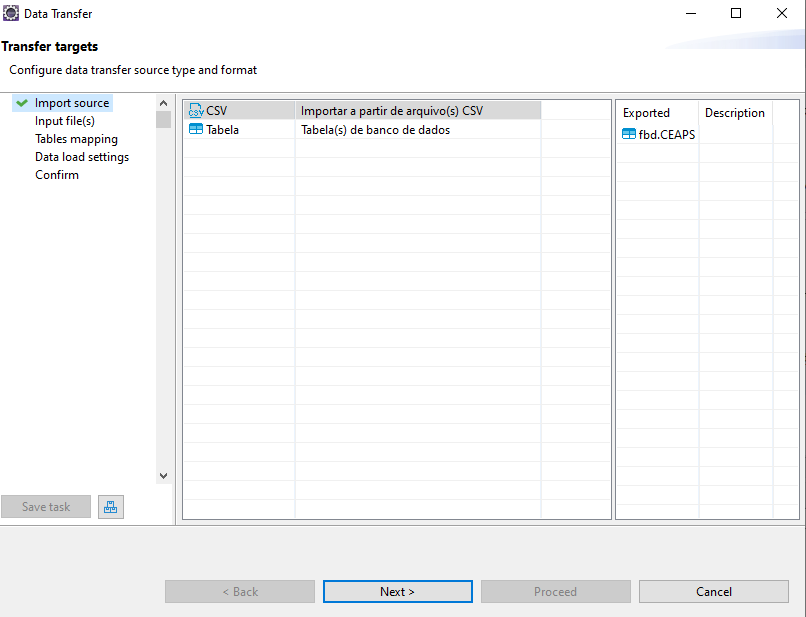 Data Transfer
Transfer targets
Configure data transfer source type and format
Import source
Input file(s)
Tables mapping
Data load settings
Confirm
CSV Importar a partir de arquivo(s) CSV
Tabela Tabela(s) de banco de dados
Exported Description
fbd.CEAPS
Save task
< Back Next > Proceed Cancel